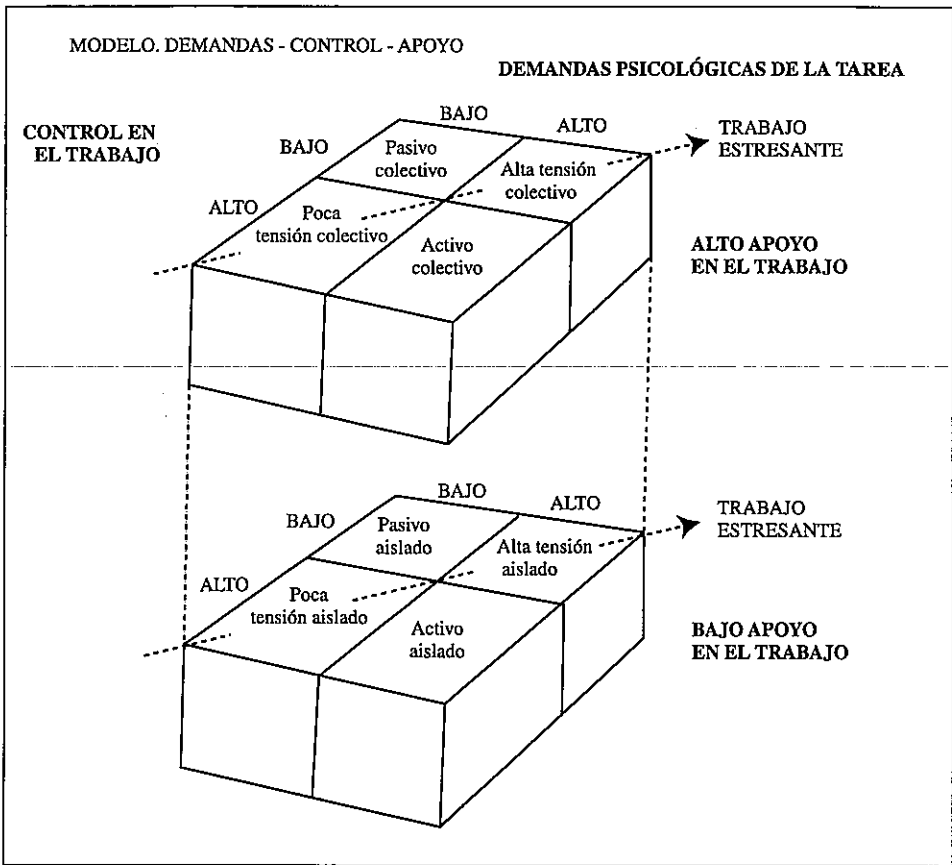 MODELO. DEMANDAS - CONTROL - APOYO
DEMANDAS PSICOLÓGICAS DE LA TAREA
CONTROL EN
EL TRABAJO
BAJO
ALTO
TRABAJO
ESTRESANTE
BAJO
Pasivo
colectivo
Alta tensión
colectivo
ALTO
Poca
tensión colectivo
Activo
colectivo
ALTO APOYO
EN EL TRABAJO
BAJO
ALTO
TRABAJO
ESTRESANTE
BAJO
Pasivo
aislado
Alta tensión
aislado
ALTO
Poca
tensión aislado
Activo
aislado
BAJO APOYO
EN EL TRABAJO